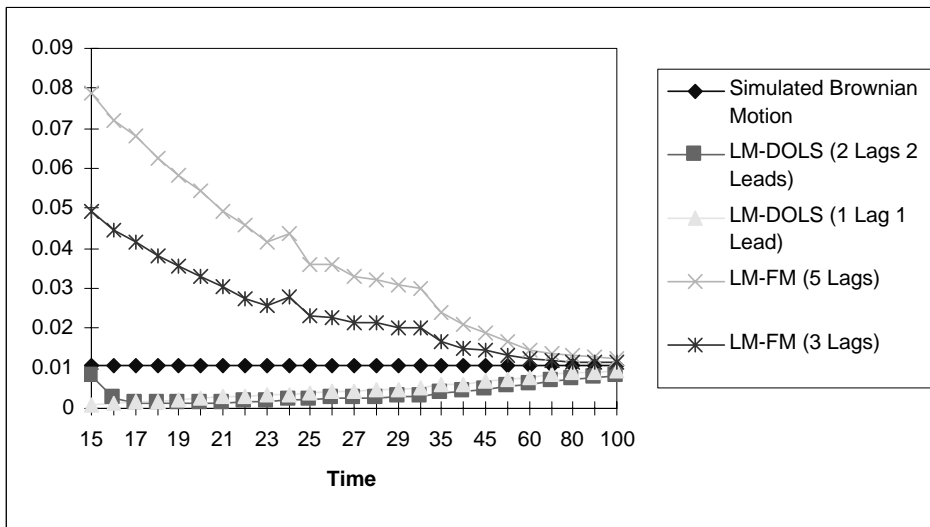 0.09
0.08
0.07
0.06
0.05
0.04
0.03
0.02
0.01
0
15 17 19 21 23 25 27 29 35 45 60 80 100
Time
Simulated Brownian
Motion
LM-DOLS (2 Lags 2
Leads)
LM-DOLS (1 Lag 1
Lead)
LM-FM (5 Lags)
LM-FM (3 Lags)